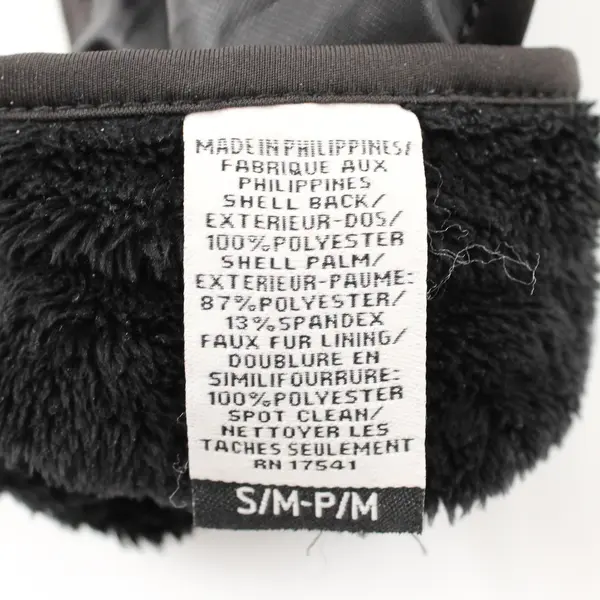 MADE IN PHILIPPINES/
FABRIQUE AUX
PHILIPPINES
SHELL BACK/
EXTERIEUR-DOS/
100%POLYESTER
SHELL PALM/
EXTERIEUR-PAUME:
87%POLYESTER/
13%SPANDEX
FAUX FUR LINING/
DOUBLURE EN
SIMILIFOURRURE:
100%POLYESTER
SPOT CLEAN/
NETTOYER LES
TACHES SEULEMENT
RN 17541
S/M-P/M